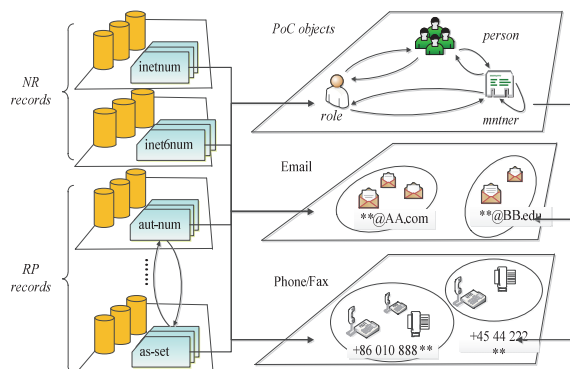 PoC objects
person
inetnum
NR
records
role
mntner
inet6num
Email
aut-num
**@AA.com
**@BB.edu
RP
records
......
Phone/Fax
as-set
+86 010 888 **
+45 44 222
**